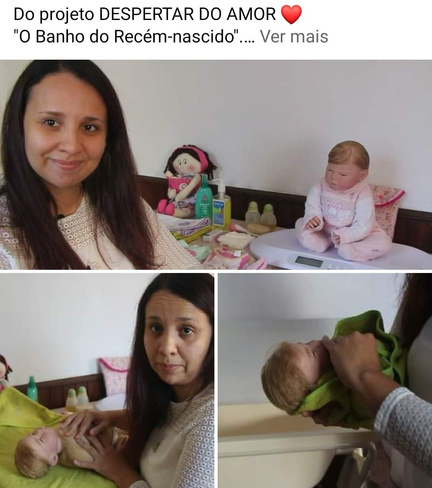 Do projeto DESPERTAR DO AMOR ❤️
"O Banho do Recém-nascido".... Ver mais